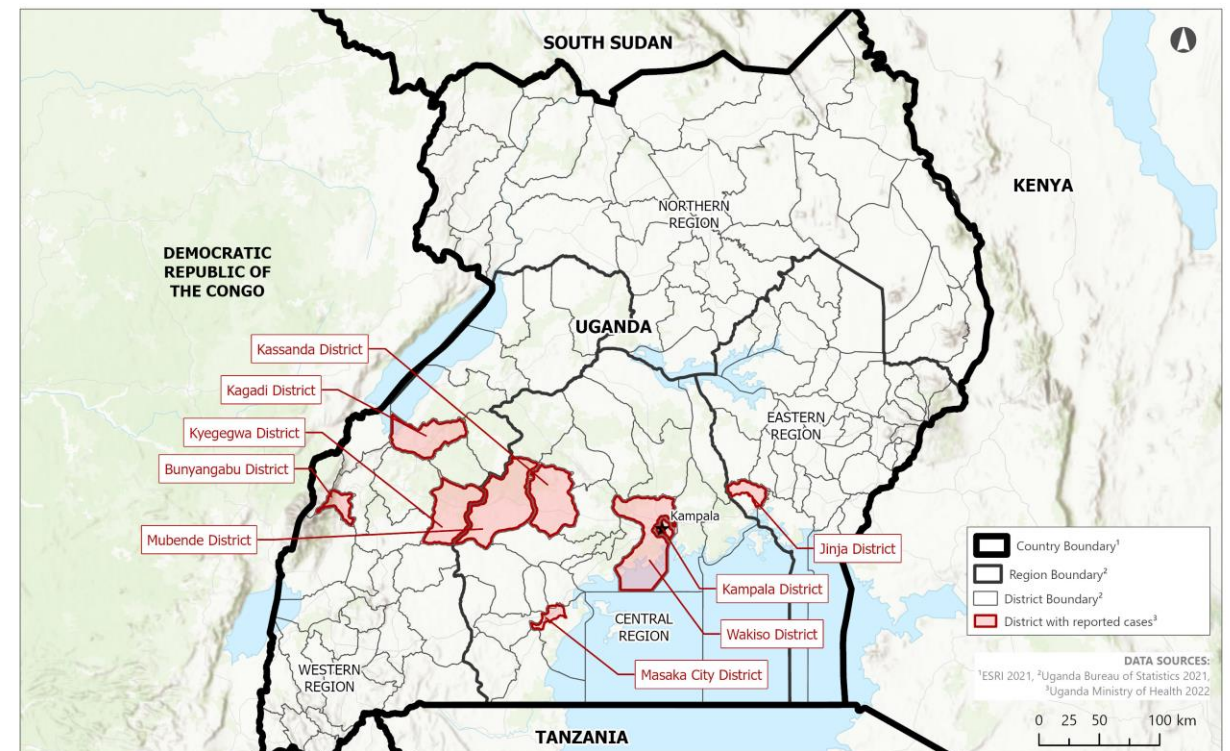 SOUTH SUDAN
KENYA
NORTHERN
REGION
DEMOCRATIC
REPUBLIC OF
THE CONGO
UGANDA
Kassanda District
Kagadi District
Kyegegwa District
Bunyangabu District
Mubende District
EASTERN
REGION
Kampala
Jinja District
Kampala District
CENTRAL
REGION
Wakiso District
Masaka City District
WESTERN
REGION
TANZANIA
Country Boundary¹
Region Boundary²
District Boundary²
District with reported cases³
DATA SOURCES:
¹ESRI 2021, ²Uganda Bureau of Statistics 2021,
³Uganda Ministry of Health 2022
0 25 50 100 km